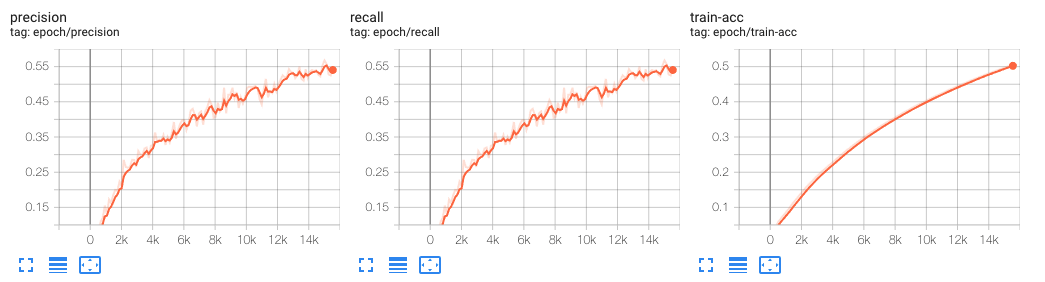 precision
tag: epoch/precision
0.55
0.45
0.35
0.25
0.15
0 2k 4k 6k 8k 10k 12k 14k
recall
tag: epoch/recall
0.55
0.45
0.35
0.25
0.15
0 2k 4k 6k 8k 10k 12k 14k
train-acc
tag: epoch/train-acc
0.5
0.4
0.3
0.2
0.1
0 2k 4k 6k 8k 10k 12k 14k